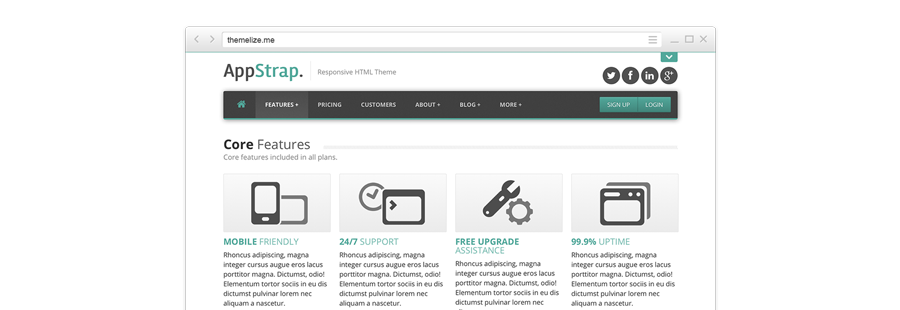 themelize.me
AppStrap. Responsive HTML Theme
FEATURES + PRICING CUSTOMERS ABOUT + BLOG + MORE + SIGN UP LOGIN
Core Features
Core features included in all plans.
MOBILE FRIENDLY
Rhoncus adipiscing, magna
integer cursus augue eros lacus
porttitor magna. Dictumst, odio!
Elementum tortor sociis in eu dis
dictumst pulvinar lorem nec
aliquam a nascetur.
24/7 SUPPORT
Rhoncus adipiscing, magna
integer cursus augue eros lacus
porttitor magna. Dictumst, odio!
Elementum tortor sociis in eu dis
dictumst pulvinar lorem nec
aliquam a nascetur.
FREE UPGRADE
ASSISTANCE
Rhoncus adipiscing, magna
integer cursus augue eros lacus
porttitor magna. Dictumst, odio!
Elementum tortor sociis in eu dis
dictumst pulvinar lorem nec
99.9% UPTIME
Rhoncus adipiscing, magna
integer cursus augue eros lacus
porttitor magna. Dictumst, odio!
Elementum tortor sociis in eu dis
dictumst pulvinar lorem nec
aliquam a nascetur.